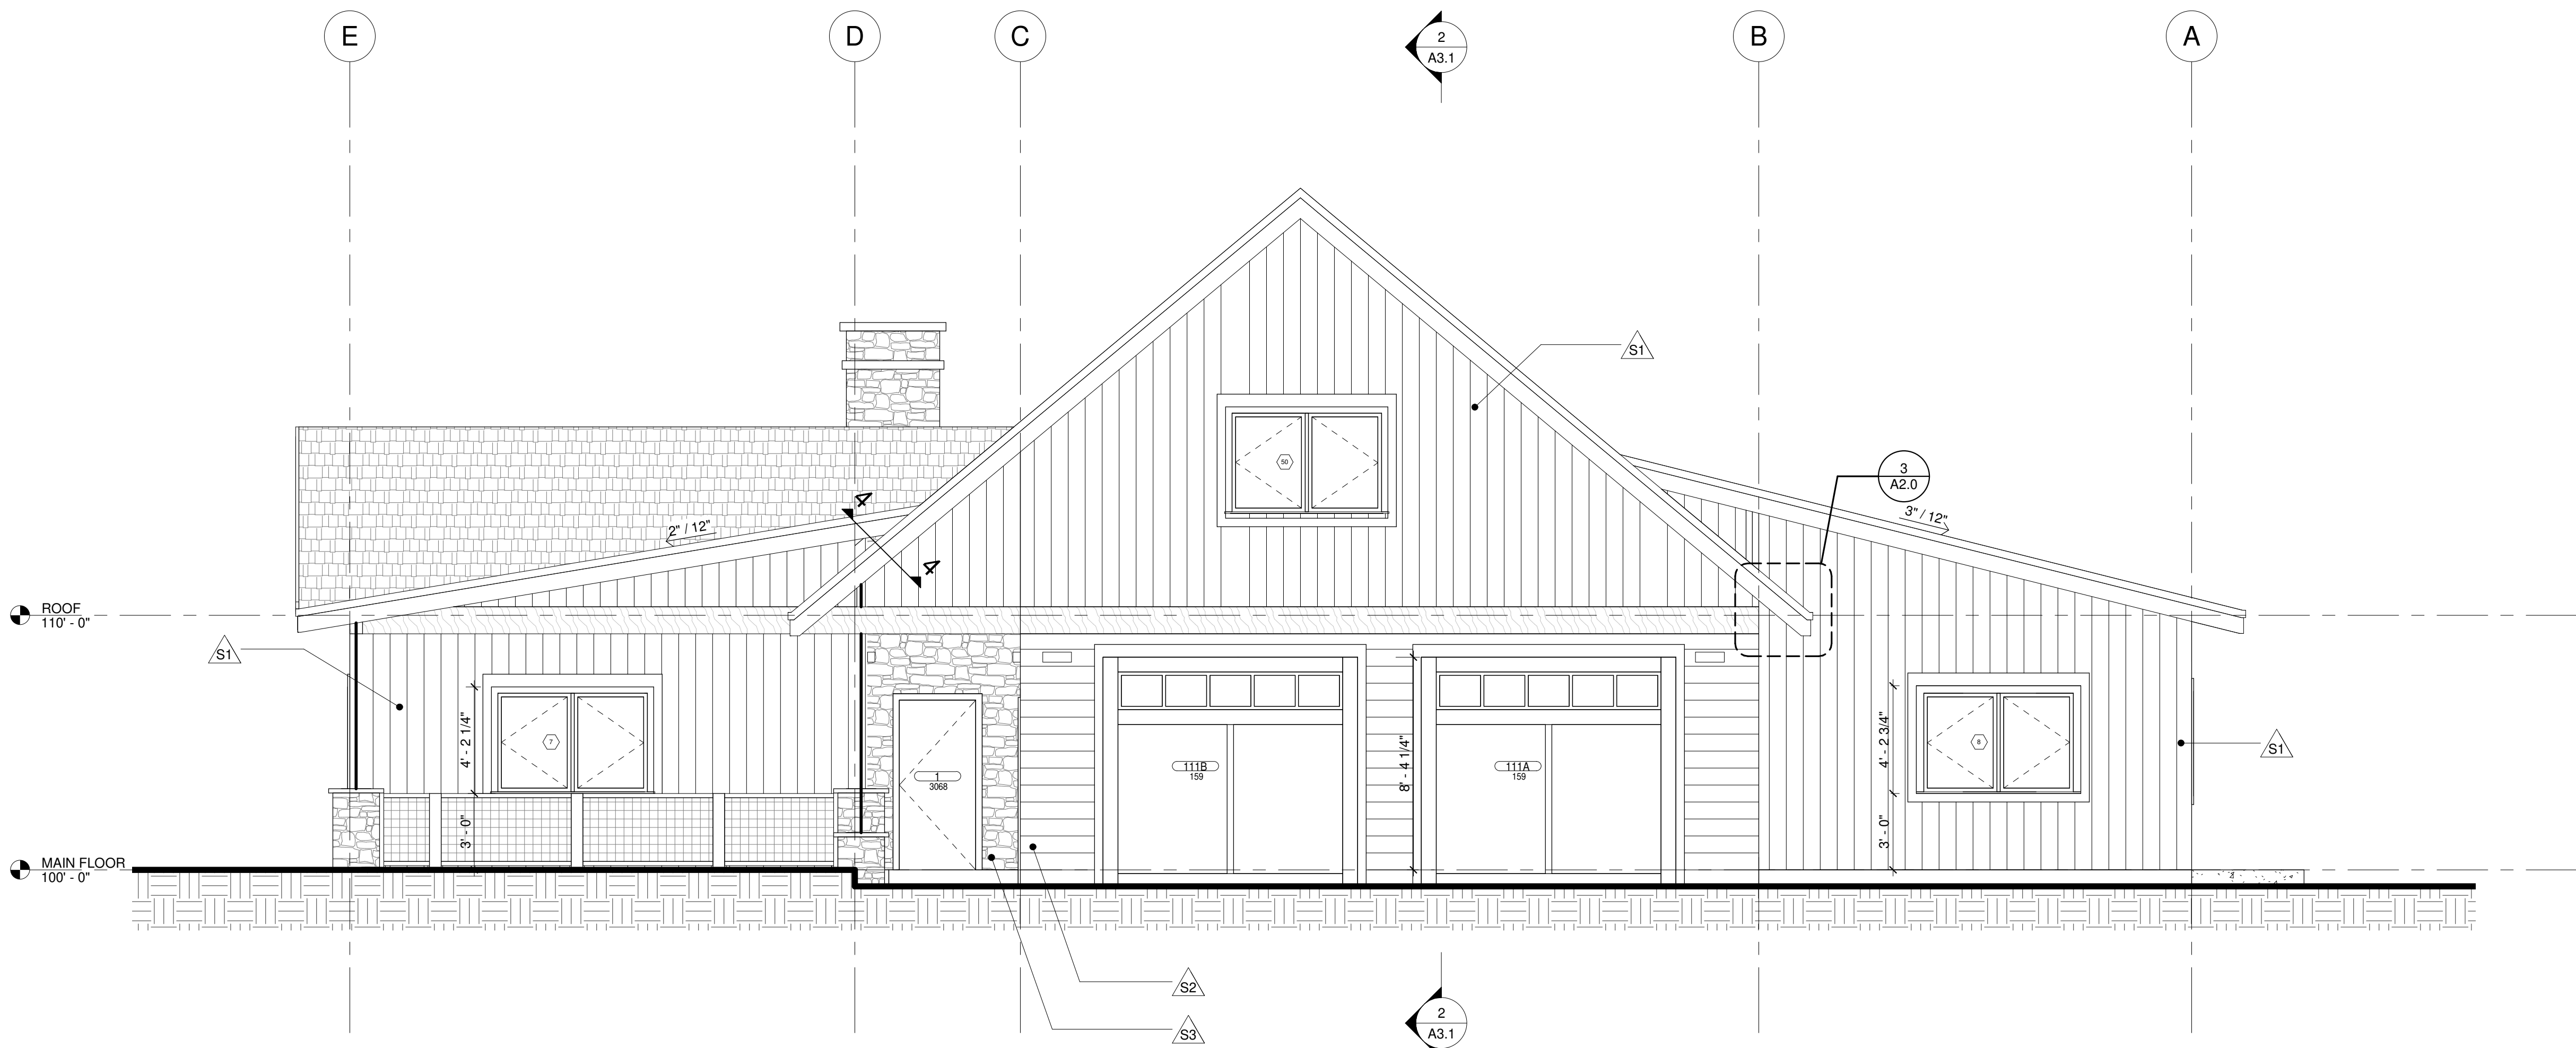 E
D
C
2
A3.1
B
A
S1
50
3
A2.0
4
2" / 12"
3" / 12"
4
ROOF
110' - 0"
S1
4' - 2 1/4"
7
1
3068
111B
159
8' - 4 1/4"
111A
159
4' - 2 3/4"
8
S1
3' - 0"
3' - 0"
MAIN FLOOR
100' - 0"
S2
S3
2
A3.1